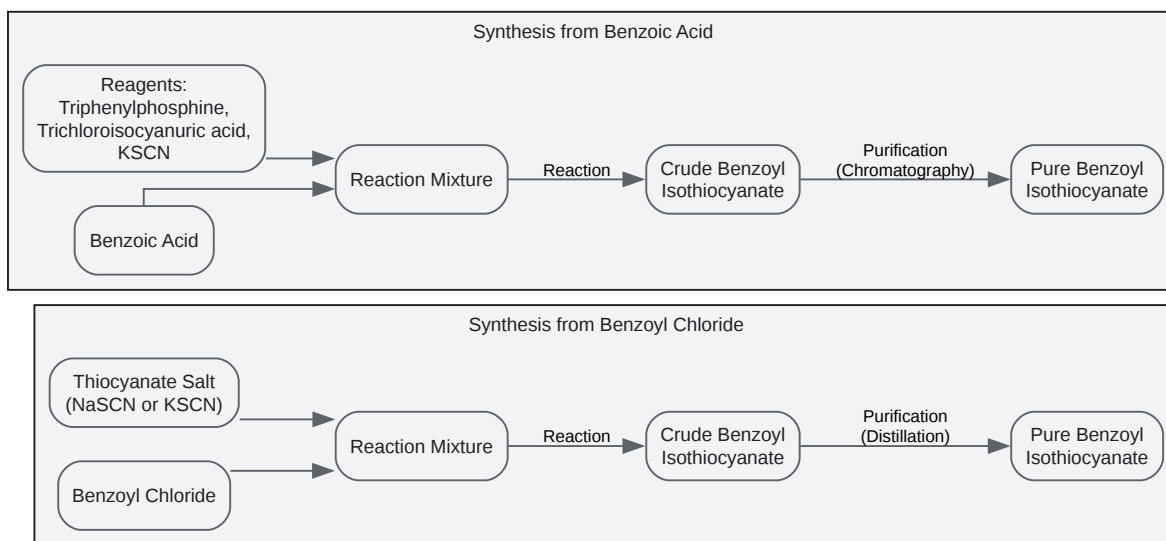 Synthesis from Benzoic Acid
Reagents:
Triphenylphosphine,
Trichloroisocyanuric acid,
KSCN
Benzoic Acid
Reaction Mixture
Reaction
Crude Benzoyl
Isothiocyanate
Purification
(Chromatography)
Pure Benzoyl
Isothiocyanate
Synthesis from Benzoyl Chloride
Thiocyanate Salt
(NaSCN or KSCN)
Benzoyl Chloride
Reaction Mixture
Reaction
Crude Benzoyl
Isothiocyanate
Purification
(Distillation)
Pure Benzoyl
Isothiocyanate